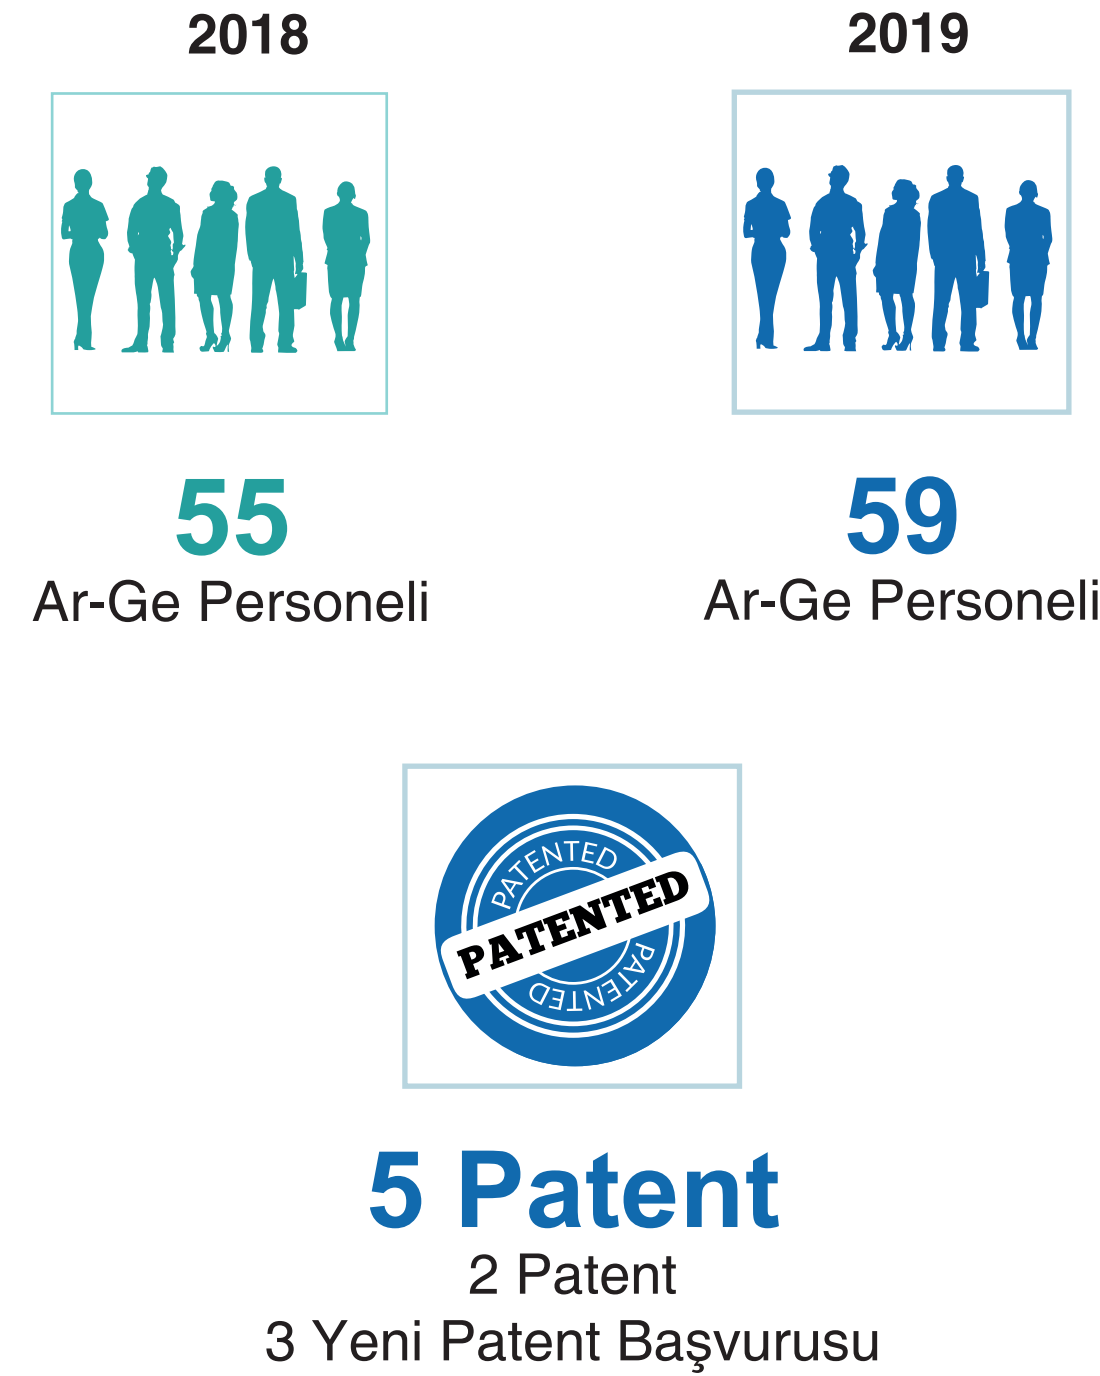 2018
2019
55
Ar-Ge Personeli
59
Ar-Ge Personeli
PATENTED
PATENTED
PATENTED
5 Patent
2 Patent
3 Yeni Patent Başvurusu